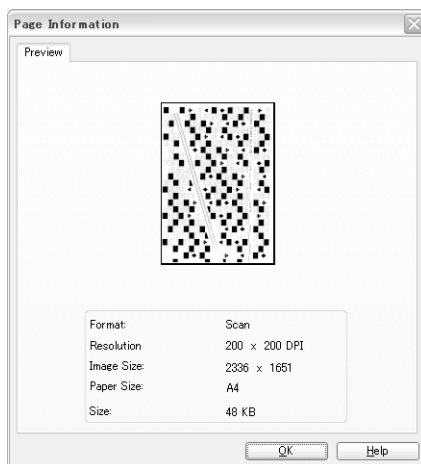 Page Information
Preview
Format: Scan
Resolution 200 x 200 DPI
Image Size: 2336 x 1651
Paper Size: A4
Size: 48 KB
OK Help